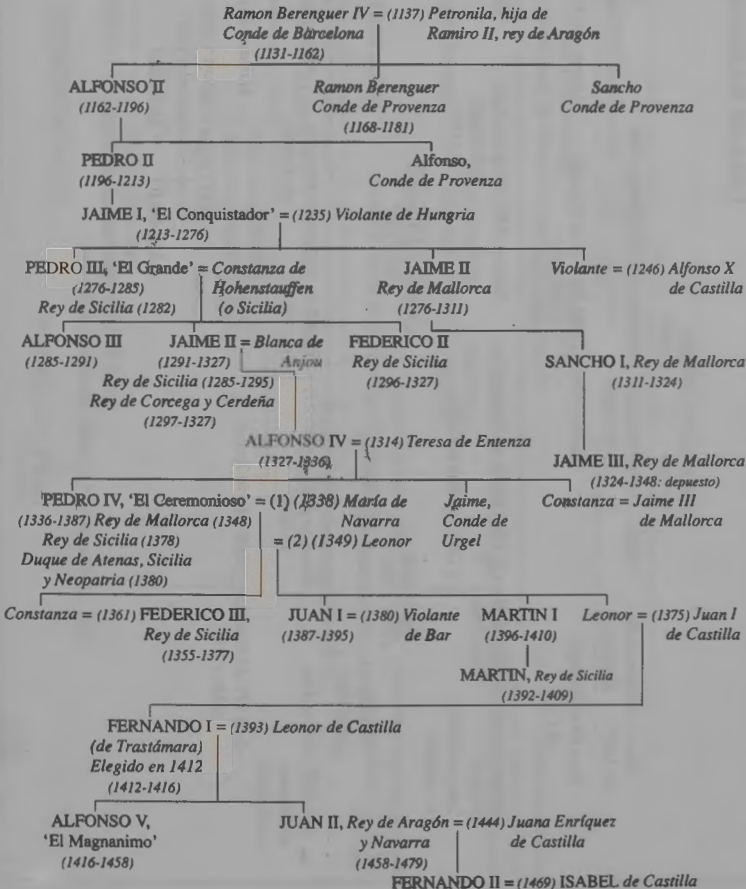 Ramon Berenguer IV = (1137) Petronila, hija de
Conde de Barcelona Ramiro II, rey de Aragón
(1131-1162)
ALFONSO II Ramon Berenguer Sancho
(1162-1196) Conde de Provenza Conde de Provenza
(1168-1181)
PEDRO II Alfonso,
(1196-1213) Conde de Provenza
JAIME I, 'El Conquistador' = (1235) Violante de Hungria
(1213-1276)
PEDRO III, 'El Grande' = Constanza de JAIME II Violante = (1246) Alfonso X
(1276-1285) Hohenstauffen Rey de Mallorca de Castilla
Rey de Sicilia (1282) (o Sicilia) (1276-1311)
ALFONSO III JAIME II = Blanca de FEDERICO II
(1285-1291) (1291-1327) Anjou Rey de Sicilia SANCHO I, Rey de Mallorca
Rey de Sicilia (1285-1295) (1296-1327) (1311-1324)
Rey de Corcega y Cerdeña
(1297-1327)
ALFONSO IV = (1314) Teresa de Entenza
(1327-1336) JAIME III, Rey de Mallorca
(1324-1348: depuesto)
PEDRO IV, 'El Ceremonioso' = (1) (1338) María de Jaime, Constanza = Jaime III
(1336-1387) Rey de Mallorca (1348) Navarra Conde de de Mallorca
Rey de Sicilia (1378) = (2) (1349) Leonor Urgel
Duque de Atenas, Sicilia
y Neopatria (1380)
Constanza = (1361) FEDERICO III, JUAN I = (1380) Violante MARTIN I Leonor = (1375) Juan I
Rey de Sicilia (1387-1395) de Bar (1396-1410) de Castilla
(1355-1377)
MARTIN, Rey de Sicilia
(1392-1409)
FERNANDO I = (1393) Leonor de Castilla
(de Trastámara)
Elegido en 1412
(1412-1416)
ALFONSO V, JUAN II, Rey de Aragón = (1444) Juana Enríquez
'El Magnanimo' y Navarra de Castilla
(1416-1458) (1458-1479)
FERNANDO II = (1469) ISABEL de Castilla